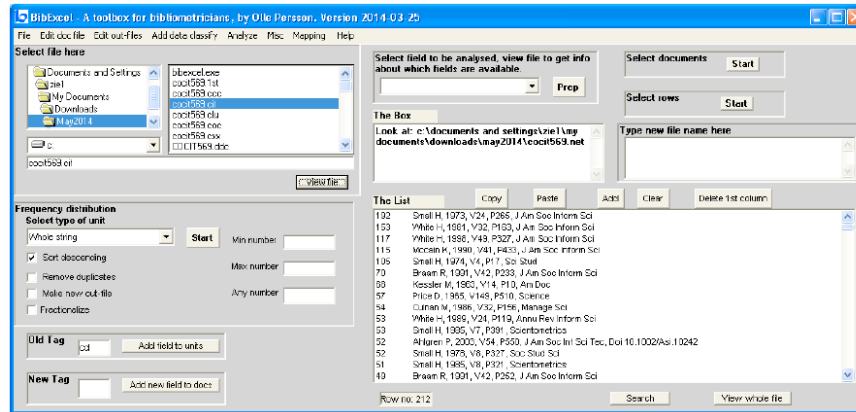 BibExcel - A toolbox for bibliometricians, by Olle Persson. Version 2014-03-25
File Edit doc file Edit out-files Add data classify Analyze Misc Mapping Help
Select file here
Documents and Settings
zie1
My Documents
Downloads
May2014
c:
bibexcel.exe
cocit569.1st
cocit569.ccc
cocit569.cit
cocit569.clu
cocit569.coc
cocit569.cxx
CIT569.doc
cocit569.cit
View file
Frequency distribution
Select type of unit
Whole string
Start
Sort descending
Remove duplicates
Make new out-file
Fractionalize
Min number
Max number
Any number
Old Tag
cd
Add field to units
New Tag
Add new field to docs
Select field to be analysed, view file to get info
about which fields are available.
Prep
Select documents
Start
Select rows
Start
The Box
Look at: c:\documents and settings\zie1\my
documents\downloads\may2014\cocit569.net
Type new file name here
The List
Copy
Paste
Add
Clear
Delete 1st column
192 Small H, 1973, V24, P265, J Am Soc Inform Sci
153 White H, 1981, V32, P163, J Am Soc Inform Sci
117 White H, 1998, V49, P327, J Am Soc Inform Sci
115 Mccain K, 1990, V41, P433, J Am Soc Inform Sci
105 Small H, 1974, V4, P17, Sci Stud
70 Braam R, 1991, V42, P233, J Am Soc Inform Sci
68 Kessler M, 1963, V14, P10, Am Doc
57 Price D, 1965, V149, P510, Science
54 Culnan M, 1986, V32, P156, Manage Sci
53 White H, 1989, V24, P119, Annu Rev Inform Sci
53 Small H, 1985, V7, P391, Scientometrics
52 Ahlgren P, 2003, V54, P550, J Am Soc Inf Sci Tec, Doi 10.1002/Asi.10242
52 Small H, 1978, V8, P327, Soc Stud Sci
51 Small H, 1985, V8, P321, Scientometrics
49 Braam R, 1991, V42, P252, J Am Soc Inform Sci
Row no: 212
Search
View whole file